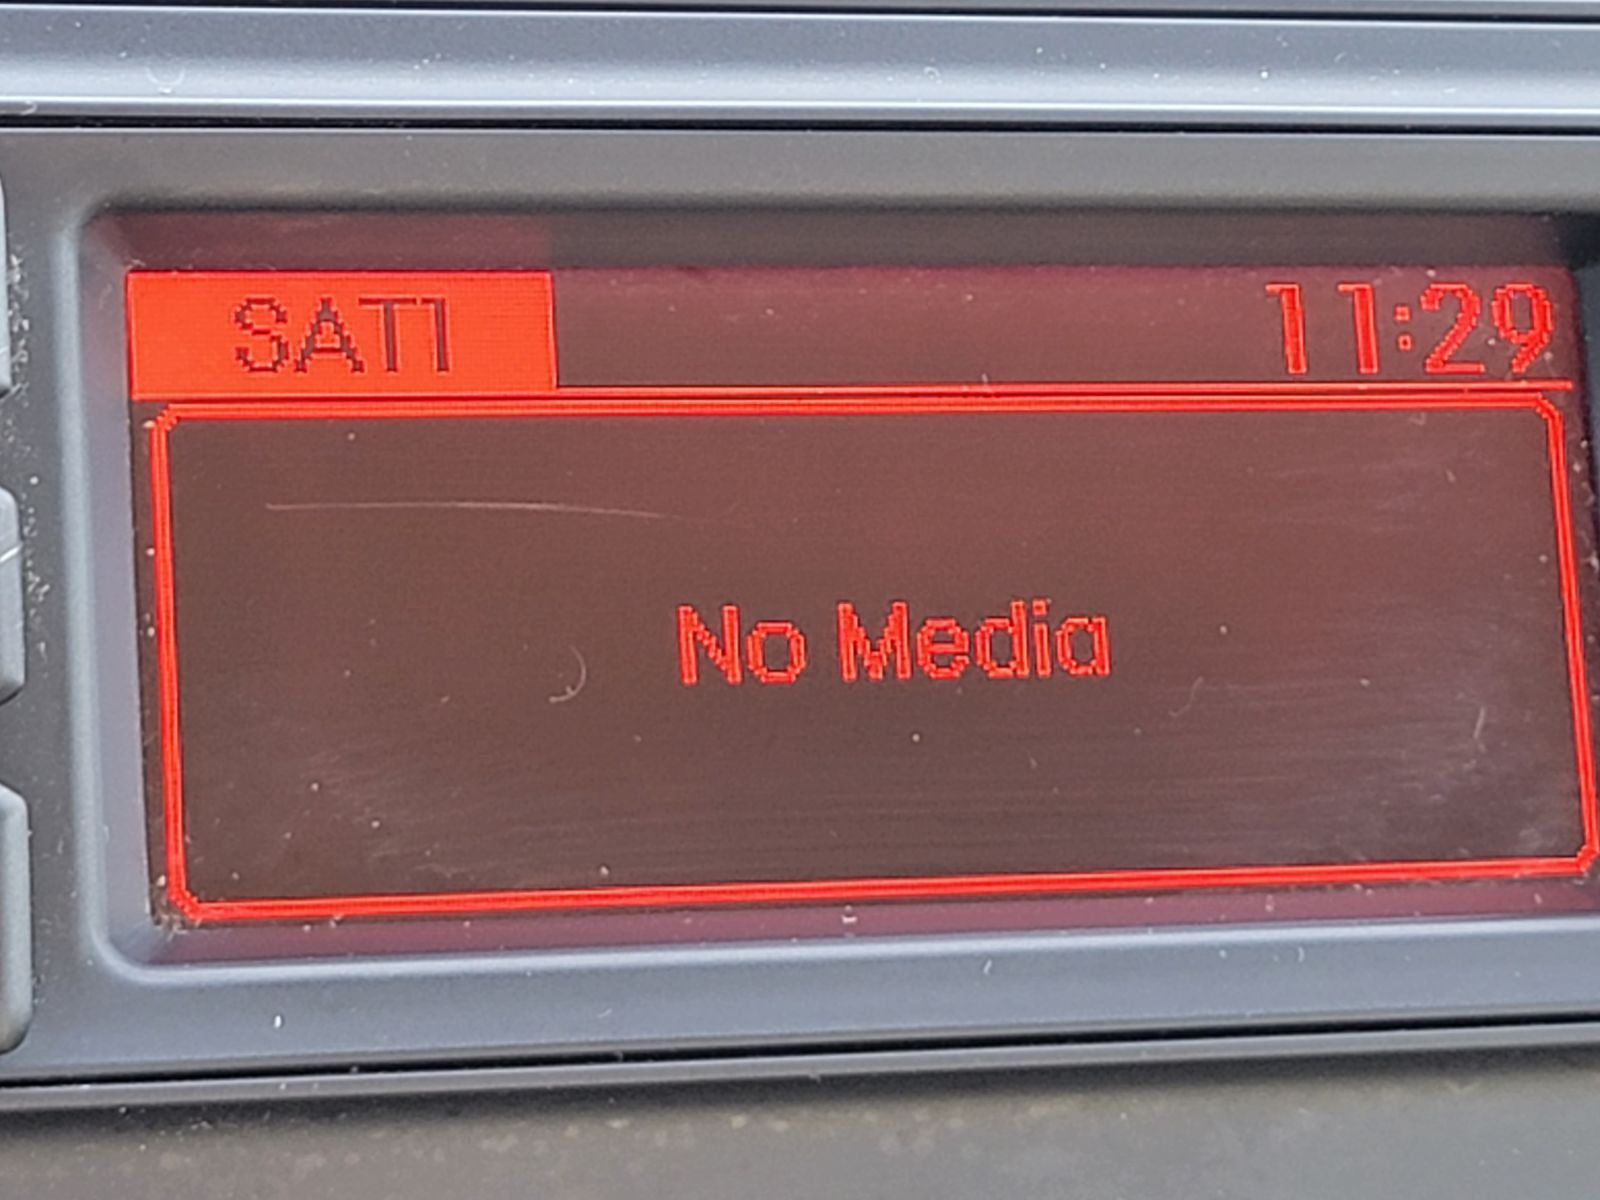 SAT1 11:29
No Media